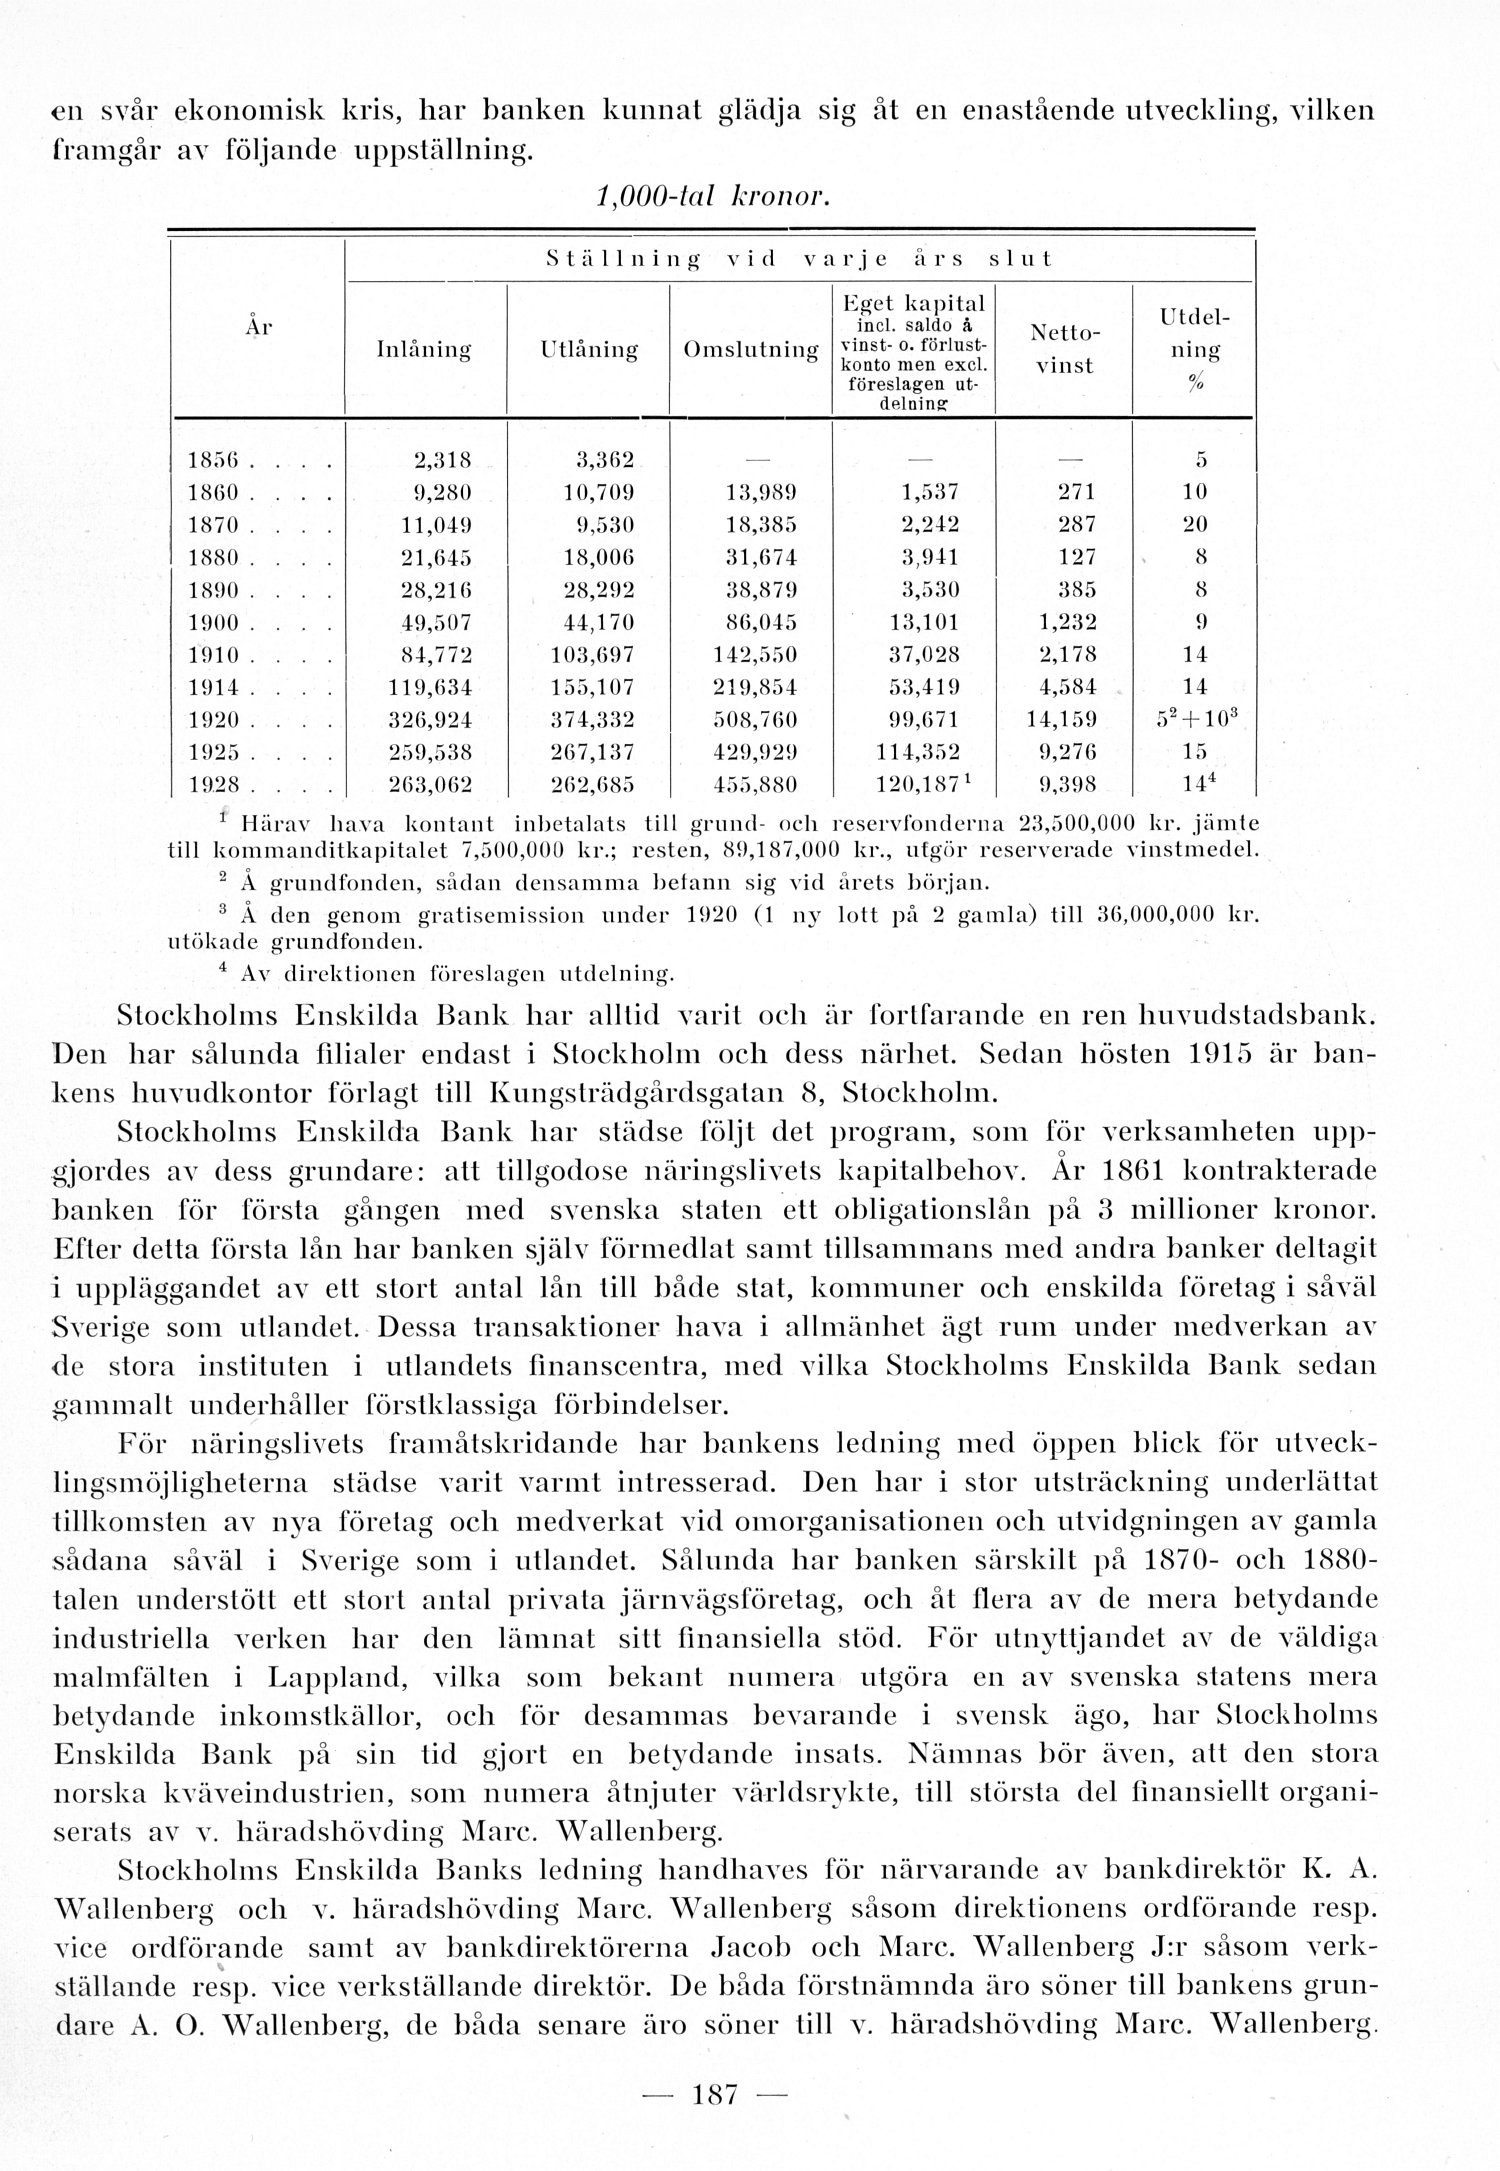 en svår ekonomisk kris, har banken kunnat glädja sig åt en enastående utveckling, vilken
framgår av följande uppställning.
1,000-tal kronor.
Ställning vid varje års slut
År
Inlåning
Utlåning
Omslutning
Eget kapital
incl. saldo å
vinst- o. förlust-
konto men excl.
föreslagen ut-
delning
Netto-
vinst
Utdel-
ning
%
1856 . . . . 2,318 3,362 — — — 5
1860 . . . . 9,280 10,709 13,989 1,537 271 10
1870 . . . . 11,049 9,530 18,385 2,242 287 20
1880 . . . . 21,645 18,006 31,674 3,941 127 8
1890 . . . . 28,216 28,292 38,879 3,530 385 8
1900 . . . . 49,507 44,170 86,045 13,101 1,232 9
1910 . . . . 84,772 103,697 142,550 37,028 2,178 14
1914 . . . . 119,634 155,107 219,854 53,419 4,584 14
1920 . . . . 326,924 374,332 508,760 99,671 14,159 5²+10³
1925 . . . . 259,538 267,137 429,929 114,352 9,276 15
1928 . . . . 263,062 262,685 455,880 120,187¹ 9,398 14⁴
¹ Härav hava kontant inbetalats till grund- och reservfonderna 23,500,000 kr. jämte
till kommanditkapitalet 7,500,000 kr.; resten, 89,187,000 kr., utgör reserverade vinstmedel.
² Å grundfonden, sådan densamma befann sig vid årets början.
³ Å den genom gratisemission under 1920 (1 ny lott på 2 gamla) till 36,000,000 kr.
utökade grundfonden.
⁴ Av direktionen föreslagen utdelning.
Stockholms Enskilda Bank har alltid varit och är fortfarande en ren huvudstadsbank.
Den har sålunda filialer endast i Stockholm och dess närhet. Sedan hösten 1915 är ban-
kens huvudkontor förlagt till Kungsträdgårdsgatan 8, Stockholm.
Stockholms Enskilda Bank har städse följt det program, som för verksamheten upp-
gjordes av dess grundare: att tillgodose näringslivets kapitalbehov. År 1861 kontrakterade
banken för första gången med svenska staten ett obligationslån på 3 millioner kronor.
Efter detta första lån har banken själv förmedlat samt tillsammans med andra banker deltagit
i uppläggandet av ett stort antal lån till både stat, kommuner och enskilda företag i såväl
Sverige som utlandet. Dessa transaktioner hava i allmänhet ägt rum under medverkan av
de stora instituten i utlandets finanscentra, med vilka Stockholms Enskilda Bank sedan
gammalt underhåller förstklassiga förbindelser.
För näringslivets framåtskridande har bankens ledning med öppen blick för utveck-
lingsmöjligheterna städse varit varmt intresserad. Den har i stor utsträckning underlättat
tillkomsten av nya företag och medverkat vid omorganisationen och utvidgningen av gamla
sådana såväl i Sverige som i utlandet. Sålunda har banken särskilt på 1870- och 1880-
talen understött ett stort antal privata järnvägsföretag, och åt flera av de mera betydande
industriella verken har den lämnat sitt finansiella stöd. För utnyttjandet av de väldiga
malmfälten i Lappland, vilka som bekant numera utgöra en av svenska statens mera
betydande inkomstkällor, och för desammas bevarande i svensk ägo, har Stockholms
Enskilda Bank på sin tid gjort en betydande insats. Nämnas bör även, att den stora
norska kväveindustrien, som numera åtnjuter världsrykte, till största del finansiellt organi-
serats av v. häradshövding Marc. Wallenberg.
Stockholms Enskilda Banks ledning handhaves för närvarande av bankdirektör K. A.
Wallenberg och v. häradshövding Marc. Wallenberg såsom direktionens ordförande resp.
vice ordförande samt av bankdirektörerna Jacob och Marc. Wallenberg J:r såsom verk-
ställande resp. vice verkställande direktör. De båda förstnämnda äro söner till bankens grun-
dare A. O. Wallenberg, de båda senare äro söner till v. häradshövding Marc. Wallenberg.
— 187 —